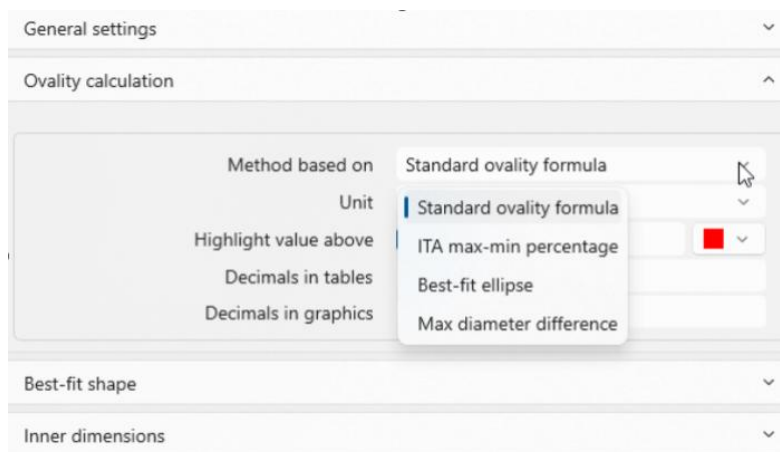 General settings
Ovality calculation
Method based on Standard ovality formula
Unit Standard ovality formula
Highlight value above ITA max-min percentage
Decimals in tables Best-fit ellipse
Decimals in graphics Max diameter difference
Best-fit shape
Inner dimensions